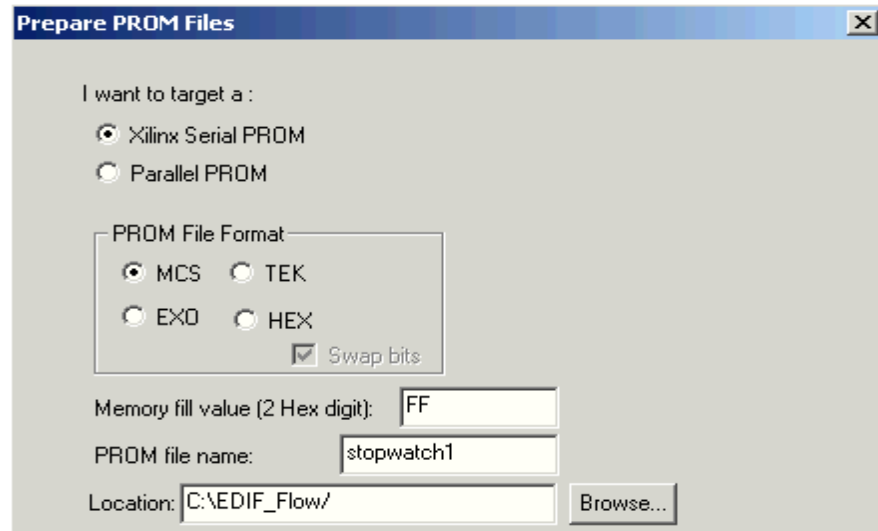 Prepare PROM Files
I want to target a :
Xilinx Serial PROM
Parallel PROM
PROM File Format
MCS TEK
EXO HEX
Swap bits
Memory fill value (2 Hex digit): FF
PROM file name: stopwatch1
Location: C:\EDIF_Flow/ Browse...